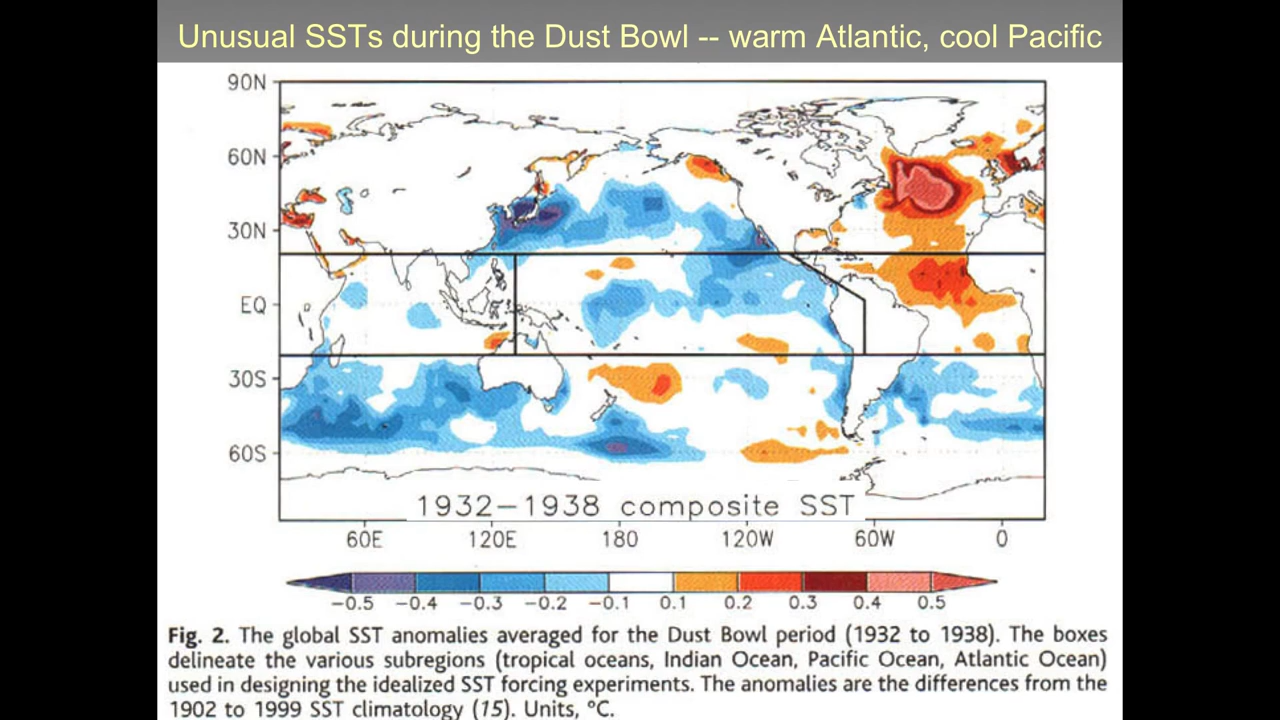 Unusual SSTs during the Dust Bowl -- warm Atlantic, cool Pacific
90N
60N
30N
EQ
30S
60S
1932–1938 composite SST
60E 120E 180 120W 60W 0
−0.5 −0.4 −0.3 −0.2 −0.1 0.1 0.2 0.3 0.4 0.5
Fig. 2. The global SST anomalies averaged for the Dust Bowl period (1932 to 1938). The boxes
delineate the various subregions (tropical oceans, Indian Ocean, Pacific Ocean, Atlantic Ocean)
used in designing the idealized SST forcing experiments. The anomalies are the differences from the
1902 to 1999 SST climatology (15). Units, °C.